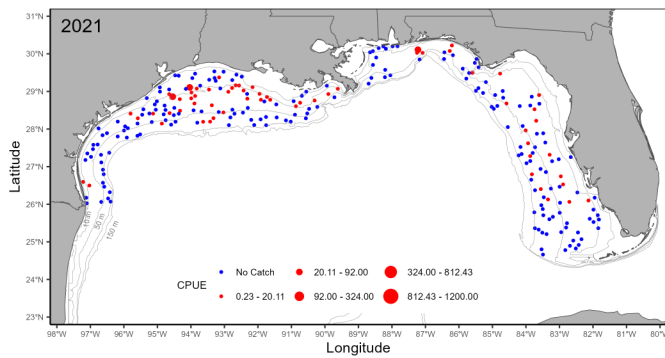 2021
31°N
30°N
29°N
28°N
27°N
26°N
25°N
24°N
23°N
Latitude
10 m
50 m
150 m
No Catch
20.11 - 92.00
324.00 - 812.43
CPUE
0.23 - 20.11
92.00 - 324.00
812.43 - 1200.00
98°W 97°W 96°W 95°W 94°W 93°W 92°W 91°W 90°W 89°W 88°W 87°W 86°W 85°W 84°W 83°W 82°W 81°W 80°W
Longitude